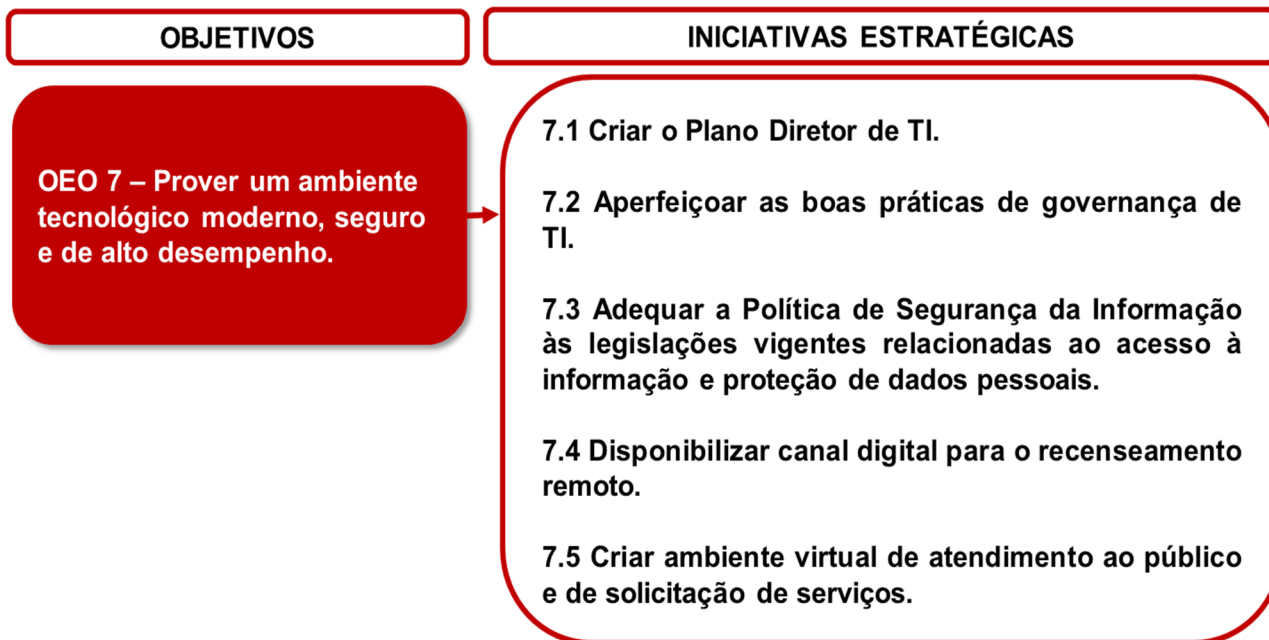 OBJETIVOS
INICIATIVAS ESTRATÉGICAS
OEO 7 – Prover um ambiente
tecnológico moderno, seguro
e de alto desempenho.
7.1 Criar o Plano Diretor de TI.
7.2 Aperfeiçoar as boas práticas de governança de
TI.
7.3 Adequar a Política de Segurança da Informação
às legislações vigentes relacionadas ao acesso à
informação e proteção de dados pessoais.
7.4 Disponibilizar canal digital para o recenseamento
remoto.
7.5 Criar ambiente virtual de atendimento ao público
e de solicitação de serviços.